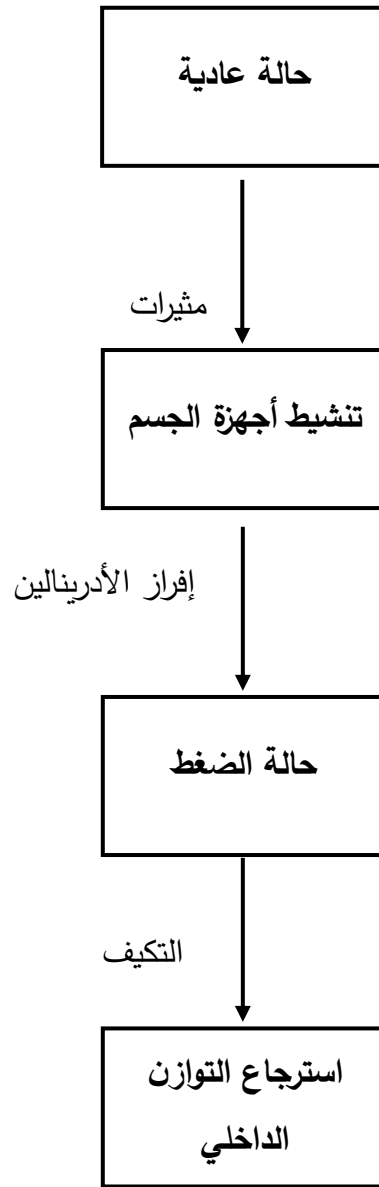 حالة عادية
مثيرات
تنشيط أجهزة الجسم
إفراز الأدرينالين
حالة الضغط
التكيف
استرجاع التوازن
الداخلي